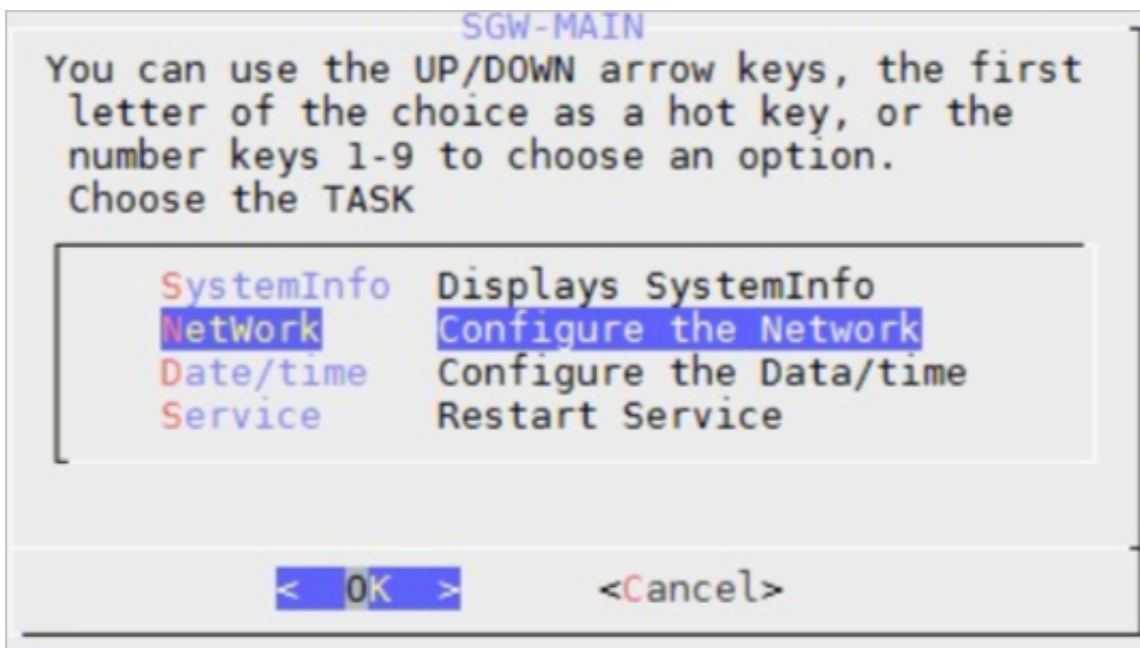 SGW-MAIN
You can use the UP/DOWN arrow keys, the first
letter of the choice as a hot key, or the
number keys 1-9 to choose an option.
Choose the TASK
SystemInfo Displays SystemInfo
NetWork Configure the Network
Date/time Configure the Data/time
Service Restart Service
< OK > <Cancel>